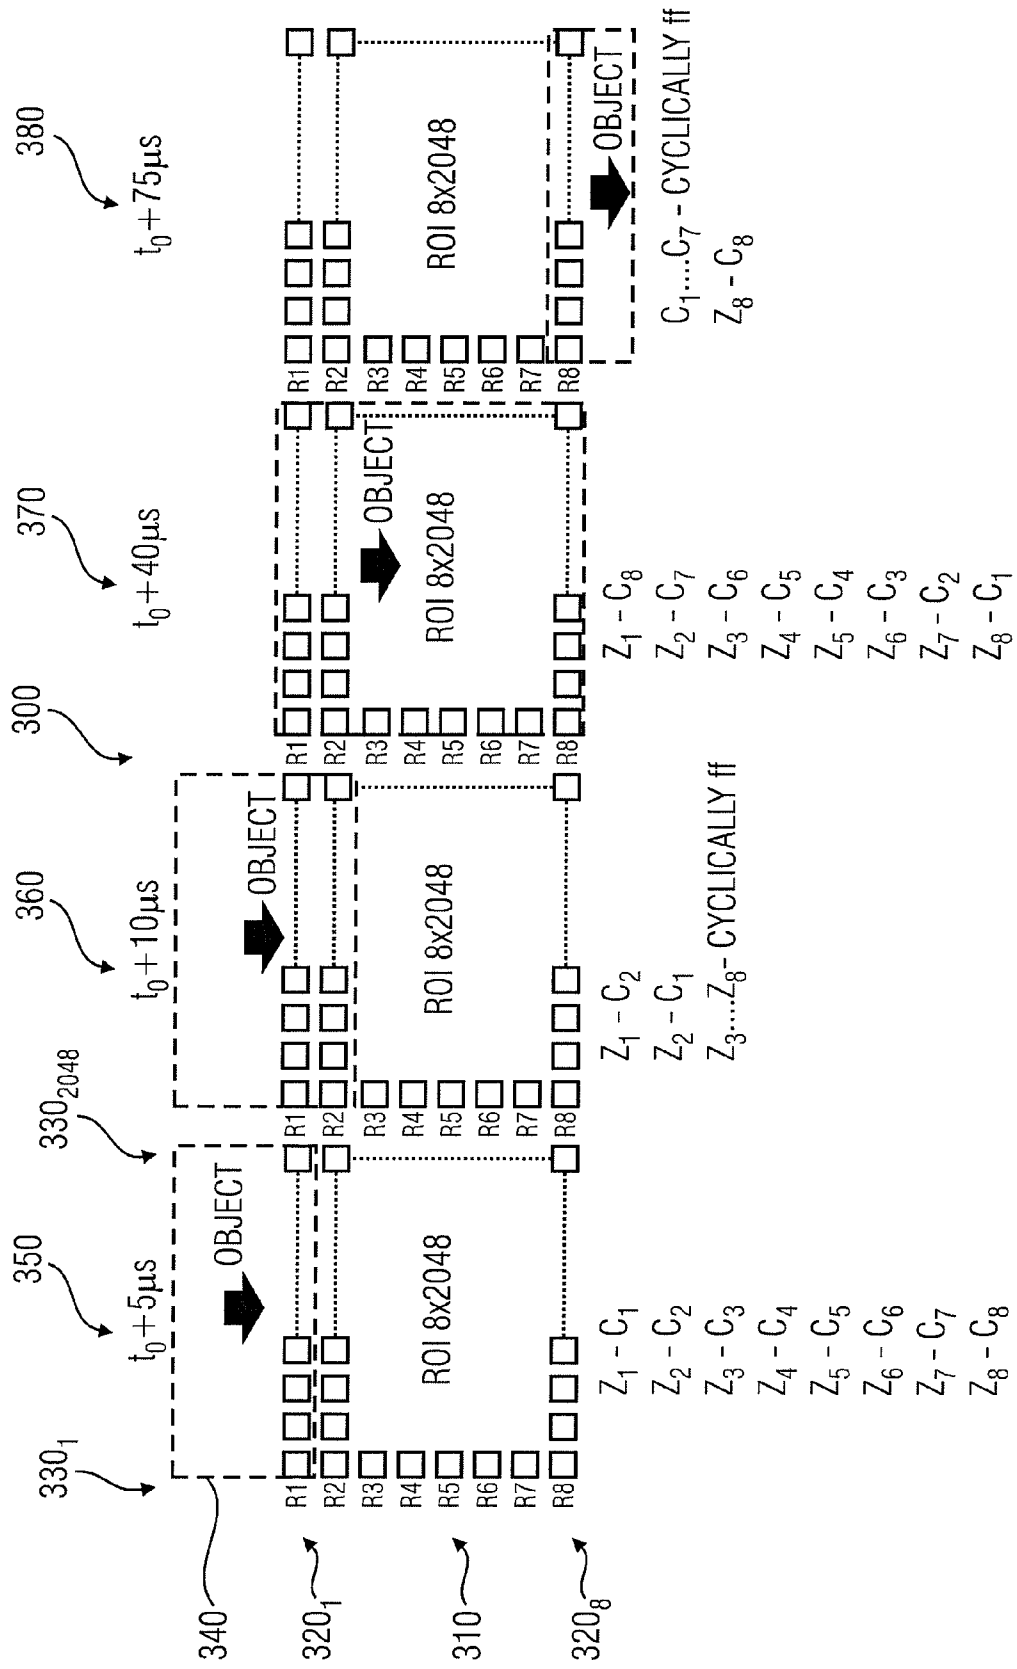 330₁ 350 330₂₀₄₈ 360 300 370 380
t₀+5µs t₀+10µs t₀+40µs t₀+75µs
340
OBJECT
OBJECT
OBJECT
OBJECT
320₁
310
320₈
R1 R1 R1 R1
R2 R2 R2 R2
R3 R3 R3 R3
R4 R4 R4 R4
R5 R5 R5 R5
R6 R6 R6 R6
R7 R7 R7 R7
R8 R8 R8 R8
ROI 8x2048 ROI 8x2048 ROI 8x2048 ROI 8x2048
Z₁ - C₁
Z₂ - C₂
Z₃ - C₃
Z₄ - C₄
Z₅ - C₅
Z₆ - C₆
Z₇ - C₇
Z₈ - C₈
Z₁ - C₂
Z₂ - C₁
Z₃.....Z₈ - CYCLICALLY ff
Z₁ - C₈
Z₂ - C₇
Z₃ - C₆
Z₄ - C₅
Z₅ - C₄
Z₆ - C₃
Z₇ - C₂
Z₈ - C₁
C₁.....C₇ - CYCLICALLY ff
Z₈ - C₈